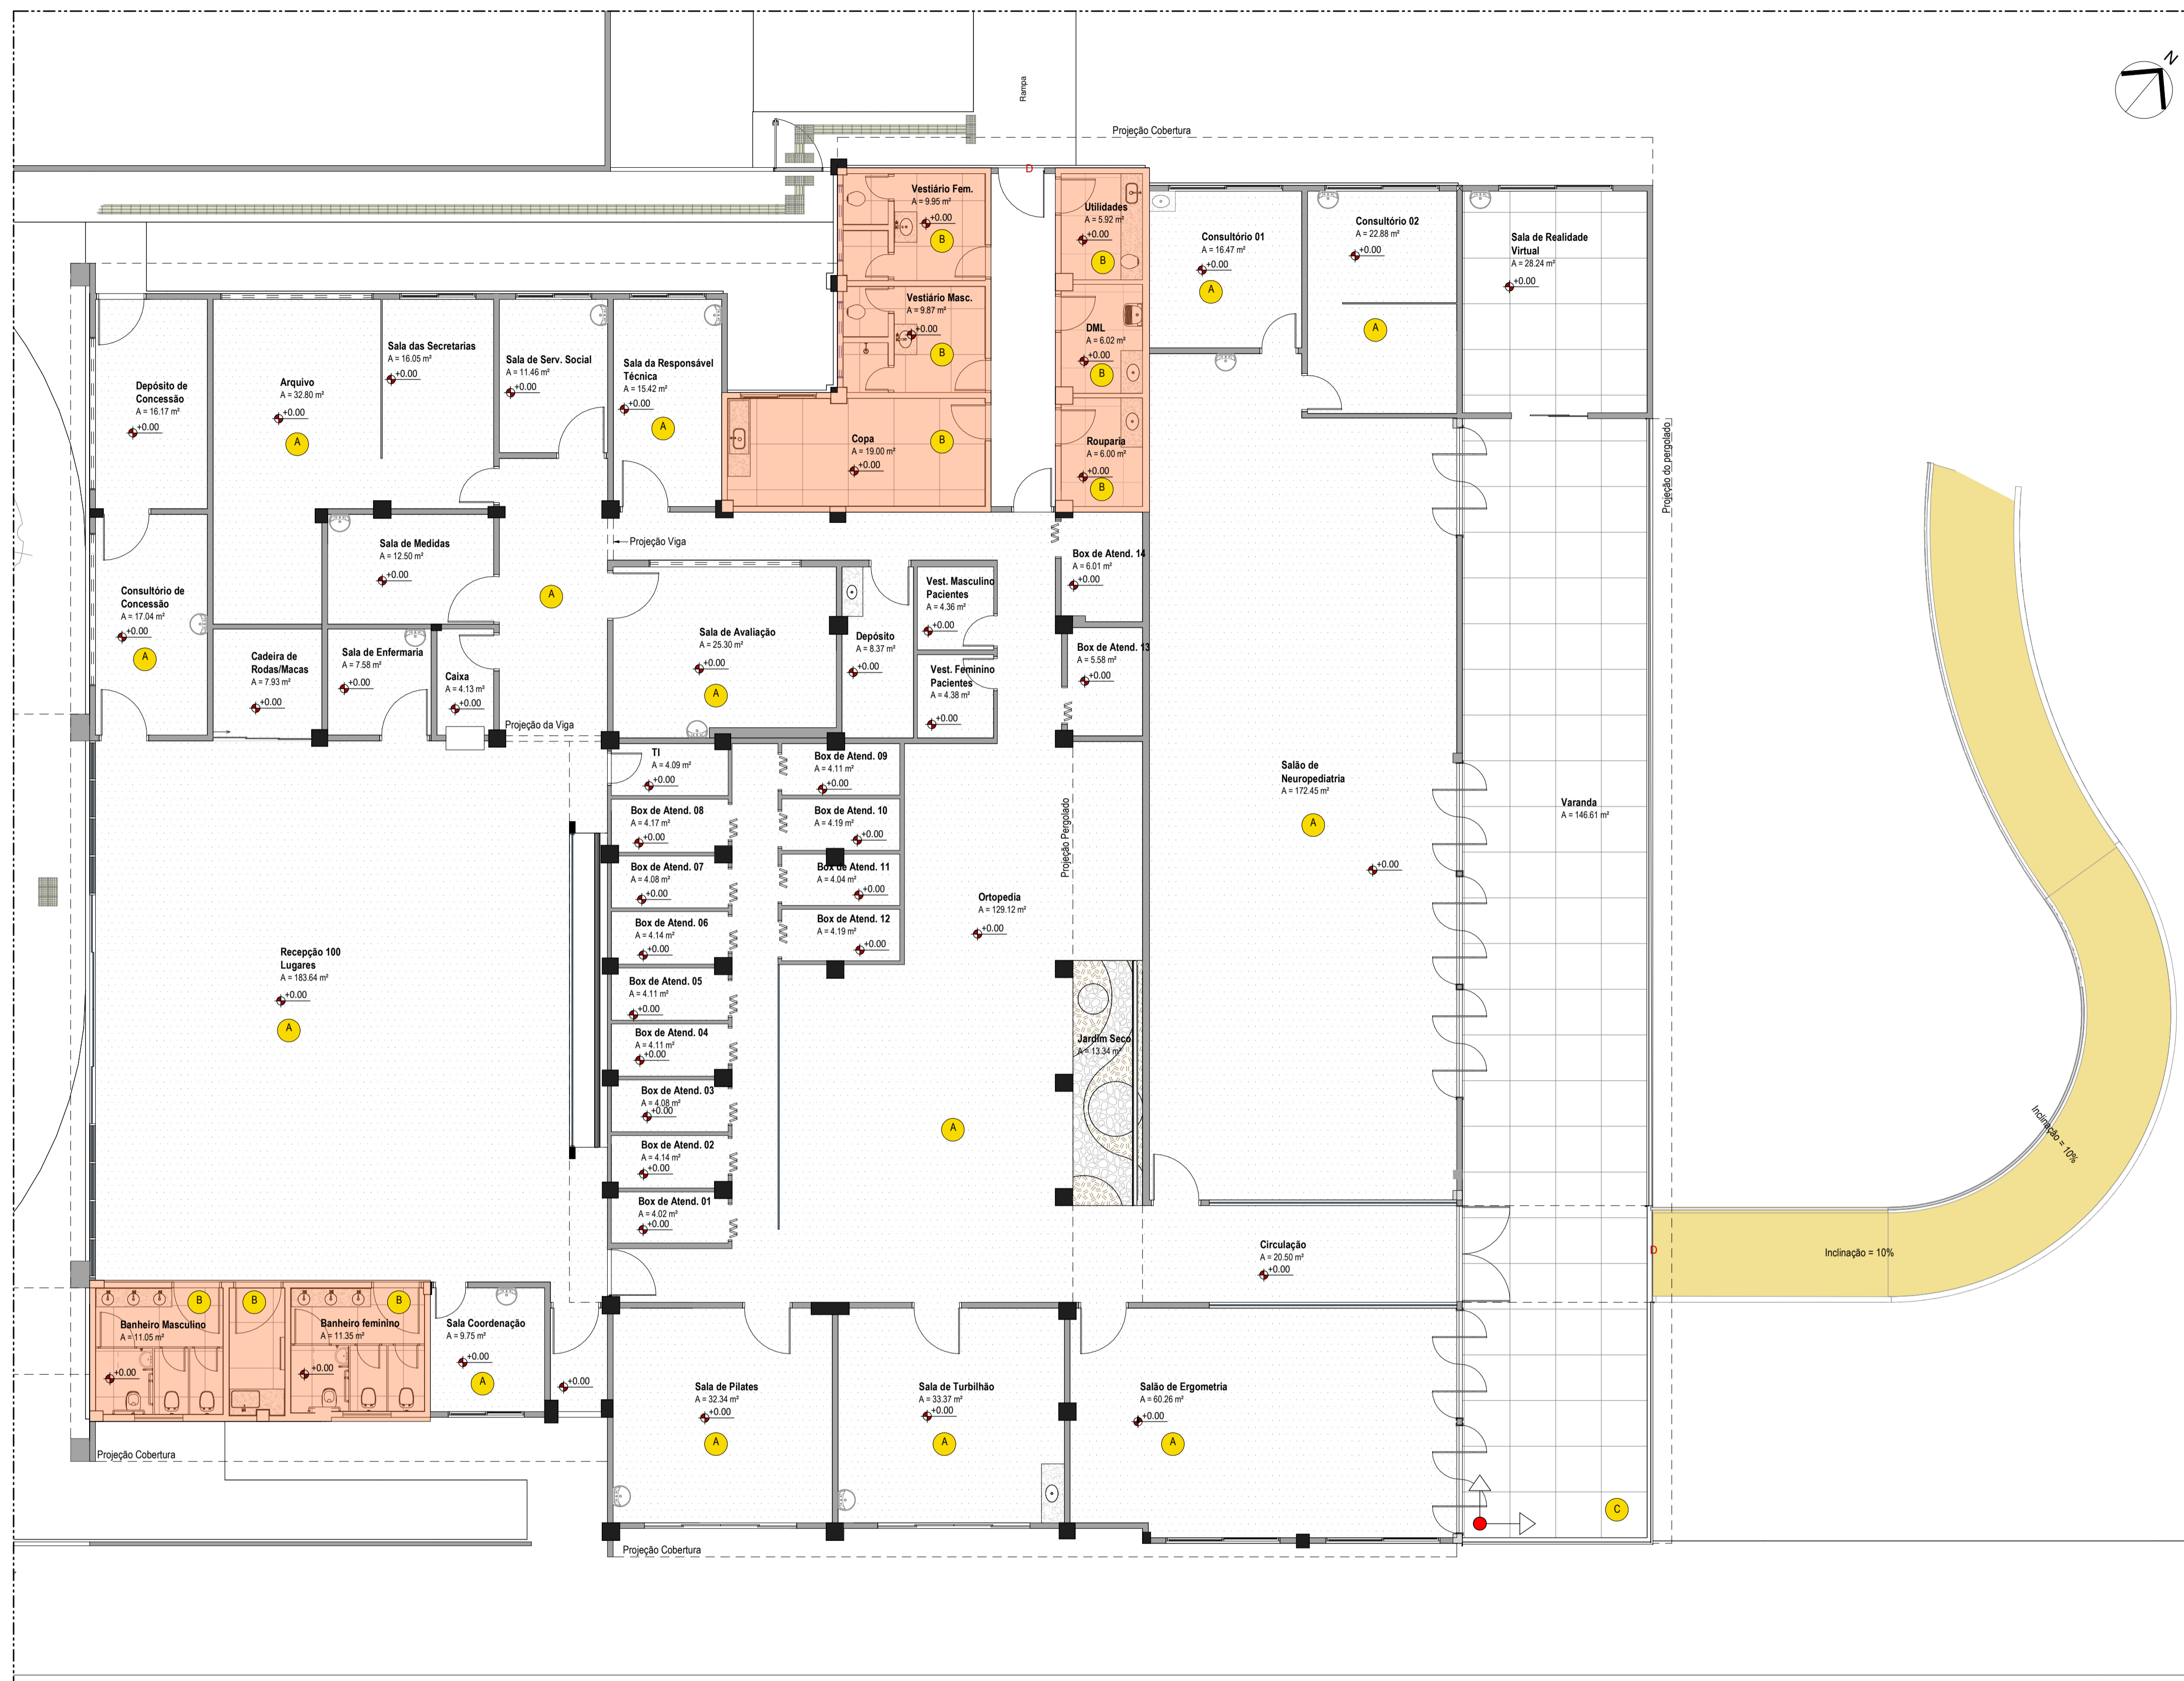 N
Rampa
Projeção Cobertura
D
Vestiário Fem.
A = 9.95 m²
+0.00
B
Utilidades
A = 5.92 m²
+0.00
B
Consultório 01
A = 16.47 m²
+0.00
A
Consultório 02
A = 22.88 m²
+0.00
A
Sala de Realidade
Virtual
A = 28.24 m²
+0.00
Vestiário Masc.
A = 9.87 m²
+0.00
B
DML
A = 6.02 m²
+0.00
B
Depósito de
Concessão
A = 16.17 m²
+0.00
Arquivo
A = 32.80 m²
+0.00
A
Sala das Secretarias
A = 16.05 m²
+0.00
Sala de Serv. Social
A = 11.46 m²
+0.00
Sala da Responsável
Técnica
A = 15.42 m²
+0.00
A
Copa
A = 19.00 m²
+0.00
B
Rouparia
A = 6.00 m²
+0.00
B
Projeção do pergolado
Projeção Viga
Sala de Medidas
A = 12.50 m²
+0.00
Box de Atend. 14
A = 6.01 m²
+0.00
Consultório de
Concessão
A = 17.04 m²
+0.00
A
A
Vest. Masculino
Pacientes
A = 4.36 m²
+0.00
Sala de Avaliação
A = 25.30 m²
+0.00
A
Depósito
A = 8.37 m²
+0.00
Cadeira de
Rodas/Macas
A = 7.93 m²
+0.00
Sala de Enfermaria
A = 7.58 m²
+0.00
Caixa
A = 4.13 m²
+0.00
Vest. Feminino
Pacientes
A = 4.38 m²
+0.00
Box de Atend. 13
A = 5.58 m²
+0.00
Projeção da Viga
TI
A = 4.09 m²
+0.00
Box de Atend. 09
A = 4.11 m²
+0.00
Salão de
Neuropediatria
A = 172.45 m²
A
+0.00
Varanda
A = 146.61 m²
Box de Atend. 08
A = 4.17 m²
+0.00
Box de Atend. 10
A = 4.19 m²
+0.00
Projeção Pergolado
Box de Atend. 07
A = 4.08 m²
+0.00
Box de Atend. 11
A = 4.04 m²
+0.00
Ortopedia
A = 129.12 m²
+0.00
A
Box de Atend. 06
A = 4.14 m²
+0.00
Box de Atend. 12
A = 4.19 m²
+0.00
Recepção 100
Lugares
A = 183.64 m²
+0.00
A
Box de Atend. 05
A = 4.11 m²
+0.00
Box de Atend. 04
A = 4.11 m²
+0.00
Jardim Seco
A = 13.34 m²
Box de Atend. 03
A = 4.08 m²
+0.00
Box de Atend. 02
A = 4.14 m²
+0.00
Box de Atend. 01
A = 4.02 m²
+0.00
Inclinação = 10%
Circulação
A = 20.50 m²
+0.00
D
Inclinação = 10%
B
Banheiro Masculino
A = 11.05 m²
+0.00
B
B
Banheiro feminino
A = 11.35 m²
+0.00
Sala Coordenação
A = 9.75 m²
+0.00
A
+0.00
Sala de Pilates
A = 32.34 m²
+0.00
A
Sala de Turbilhão
A = 33.37 m²
+0.00
A
Salão de Ergometria
A = 60.26 m²
+0.00
A
Projeção Cobertura
C
Projeção Cobertura